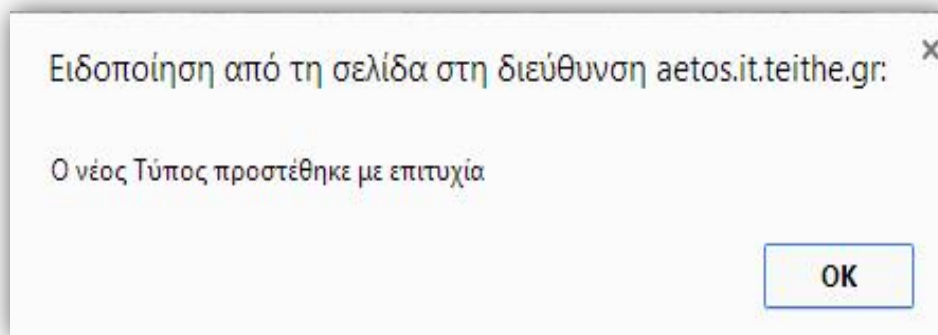 Ειδοποίηση από τη σελίδα στη διεύθυνση aetos.it.teithe.gr:
Ο νέος Τύπος προστέθηκε με επιτυχία
OK